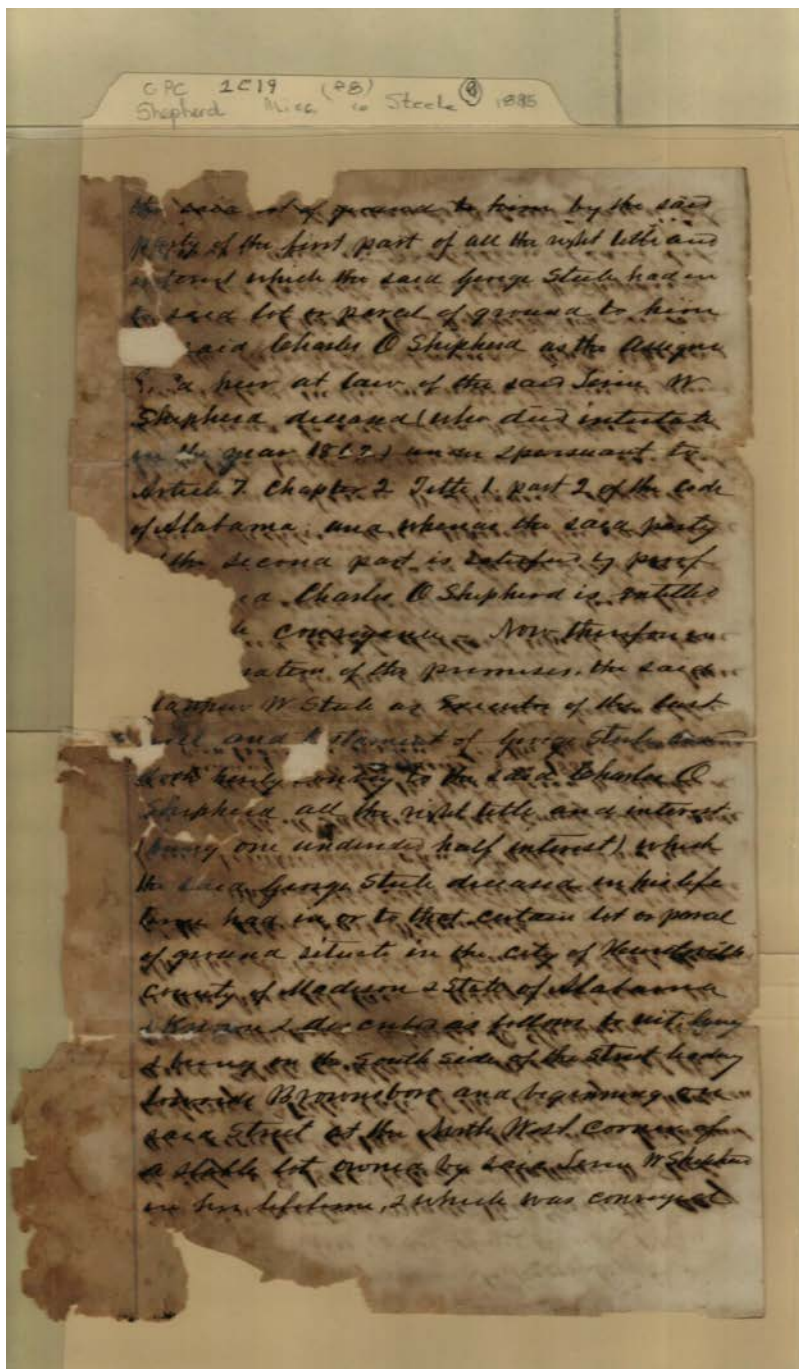 GPC 1C19 (28)
Shepherd Misc to Steele 8 1885
the said lot of ground to him by the said
party of the first part of all the right title and
interest which the said George Steele had in
to said lot or parcel of ground to him
said Charles O Shepherd as the Assignee
heir at law of the said W
Shepherd deceased (who died intestate
in the year ) under & pursuant to
Article 7 Chapter 2 Title 1 part 2 of the Code
of Alabama; and whereas the said party
the second part is satisfied by proof
Charles O Shepherd is entitled
conveyance - Now therefore in
of the premises, the said
W Steele as Executor of the last
will and testament of George Steele
doth hereby convey to the said Charles O
Shepherd all the right title and interest
(being one undivided half interest) which
the said George Steele deceased in his life
time had in or to that certain lot or parcel
of ground situate in the city of Huntsville
County of Madison & State of Alabama
& Known & described as follows to wit, lying
& being on the South side of the Street leading
towards Brownsboro and beginning on
said Street at the North West Corner of
a stable lot owned by said W Shepherd
in his lifetime, & which was conveyed